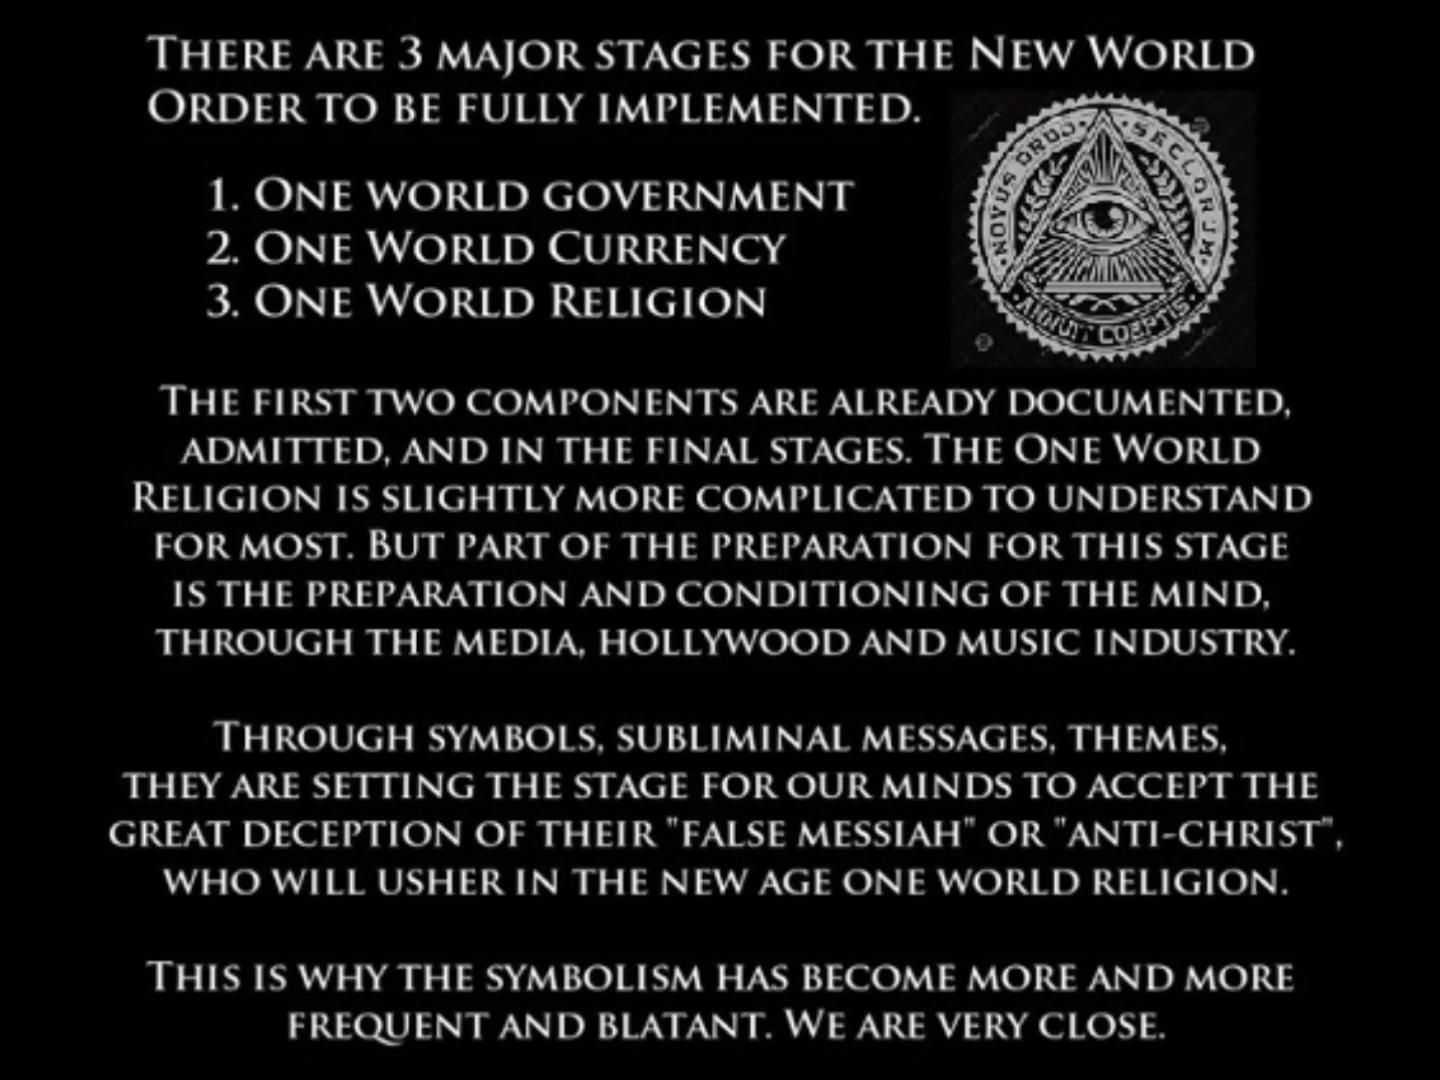 THERE ARE 3 MAJOR STAGES FOR THE NEW WORLD
ORDER TO BE FULLY IMPLEMENTED.
NOVUS ORDO SECLORUM
ANNUIT COEPTIS
1. ONE WORLD GOVERNMENT
2. ONE WORLD CURRENCY
3. ONE WORLD RELIGION
THE FIRST TWO COMPONENTS ARE ALREADY DOCUMENTED,
ADMITTED, AND IN THE FINAL STAGES. THE ONE WORLD
RELIGION IS SLIGHTLY MORE COMPLICATED TO UNDERSTAND
FOR MOST. BUT PART OF THE PREPARATION FOR THIS STAGE
IS THE PREPARATION AND CONDITIONING OF THE MIND,
THROUGH THE MEDIA, HOLLYWOOD AND MUSIC INDUSTRY.
THROUGH SYMBOLS, SUBLIMINAL MESSAGES, THEMES,
THEY ARE SETTING THE STAGE FOR OUR MINDS TO ACCEPT THE
GREAT DECEPTION OF THEIR "FALSE MESSIAH" OR "ANTI-CHRIST",
WHO WILL USHER IN THE NEW AGE ONE WORLD RELIGION.
THIS IS WHY THE SYMBOLISM HAS BECOME MORE AND MORE
FREQUENT AND BLATANT. WE ARE VERY CLOSE.